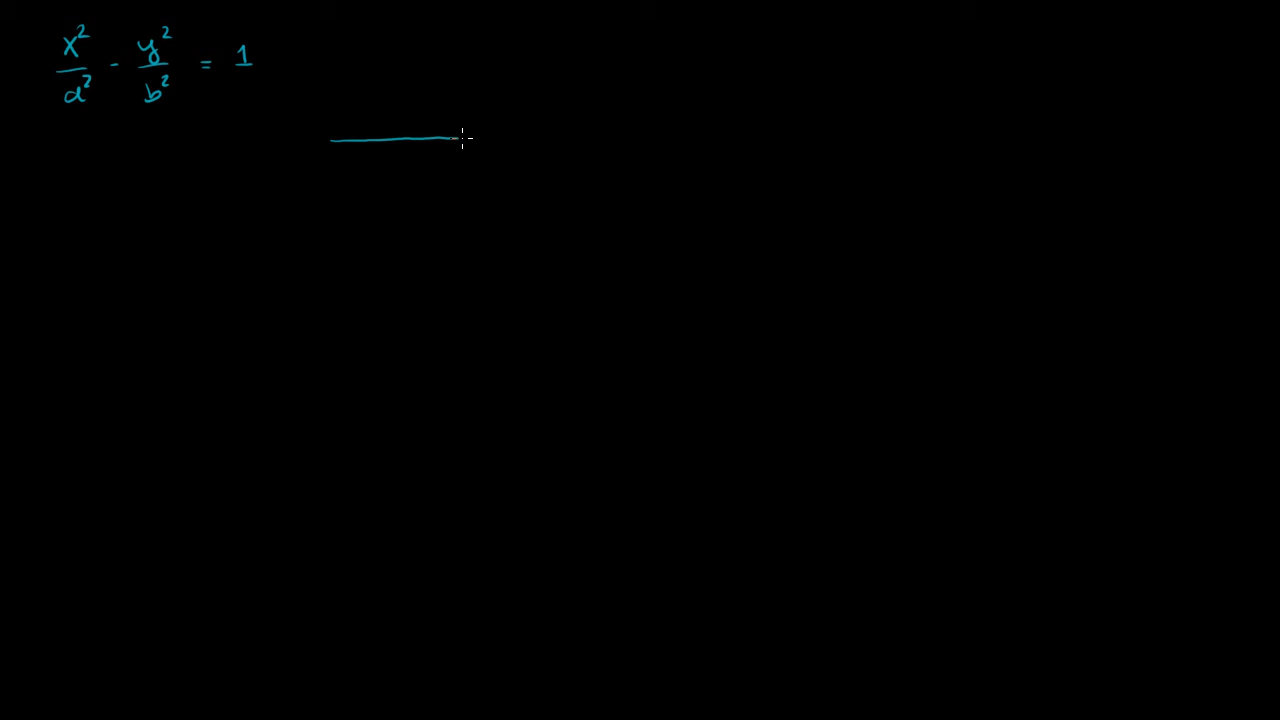 x²/a² - y²/b² = 1